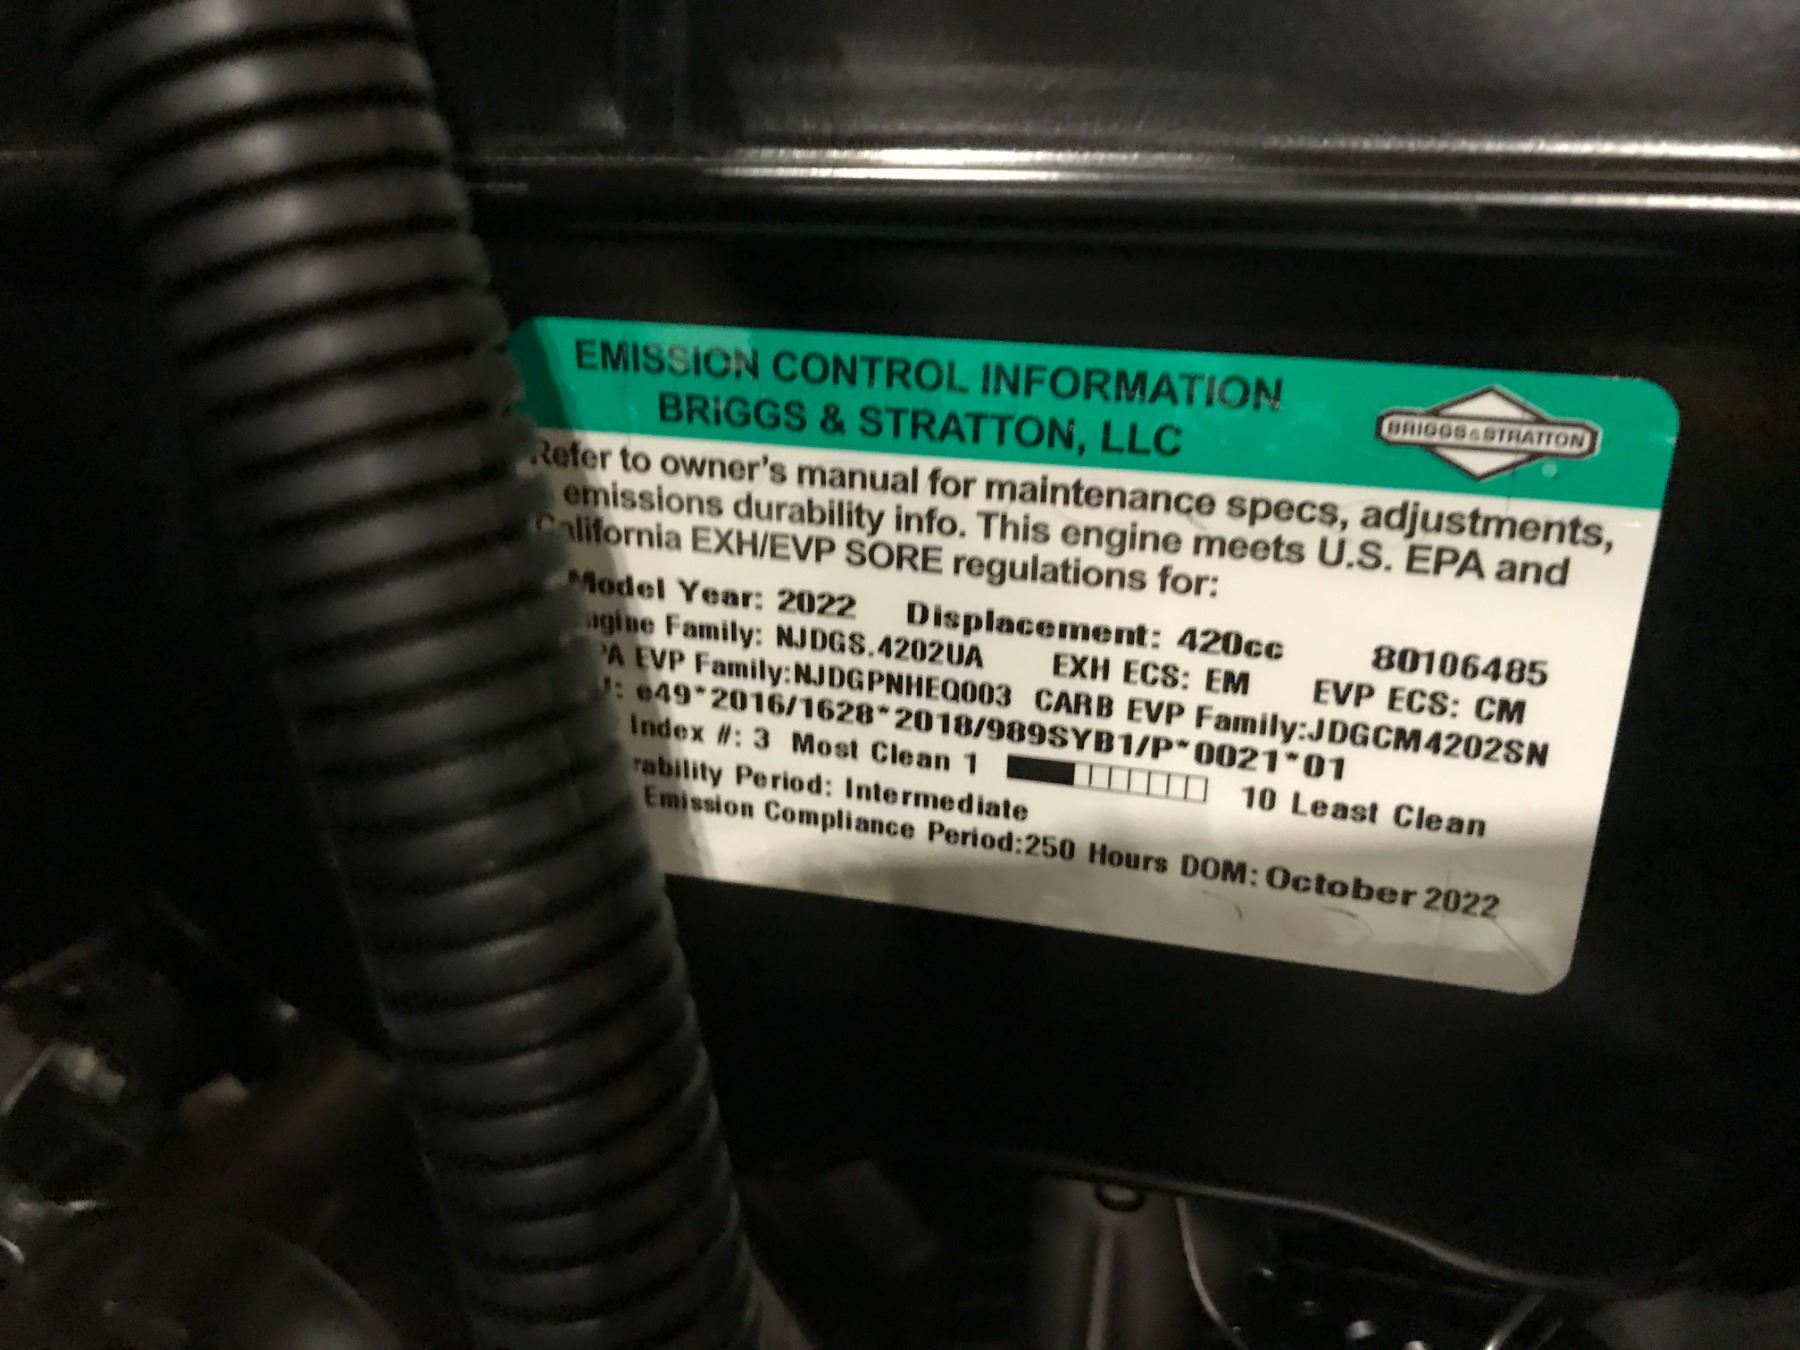 EMISSION CONTROL INFORMATION
BRIGGS & STRATTON, LLC
BRIGGS & STRATTON
Refer to owner's manual for maintenance specs, adjustments,
emissions durability info. This engine meets U.S. EPA and
California EXH/EVP SORE regulations for:
Model Year: 2022 Displacement: 420cc 80106485
Engine Family: NJDGS.4202UA EXH ECS: EM EVP ECS: CM
EVP Family:NJDGPNHEQ003 CARB EVP Family:JDGCM4202SN
e49*2016/1628*2018/989SYB1/P*0021*01
Index #: 3 Most Clean 1 10 Least Clean
Period: Intermediate
Emission Compliance Period:250 Hours DOM: October 2022